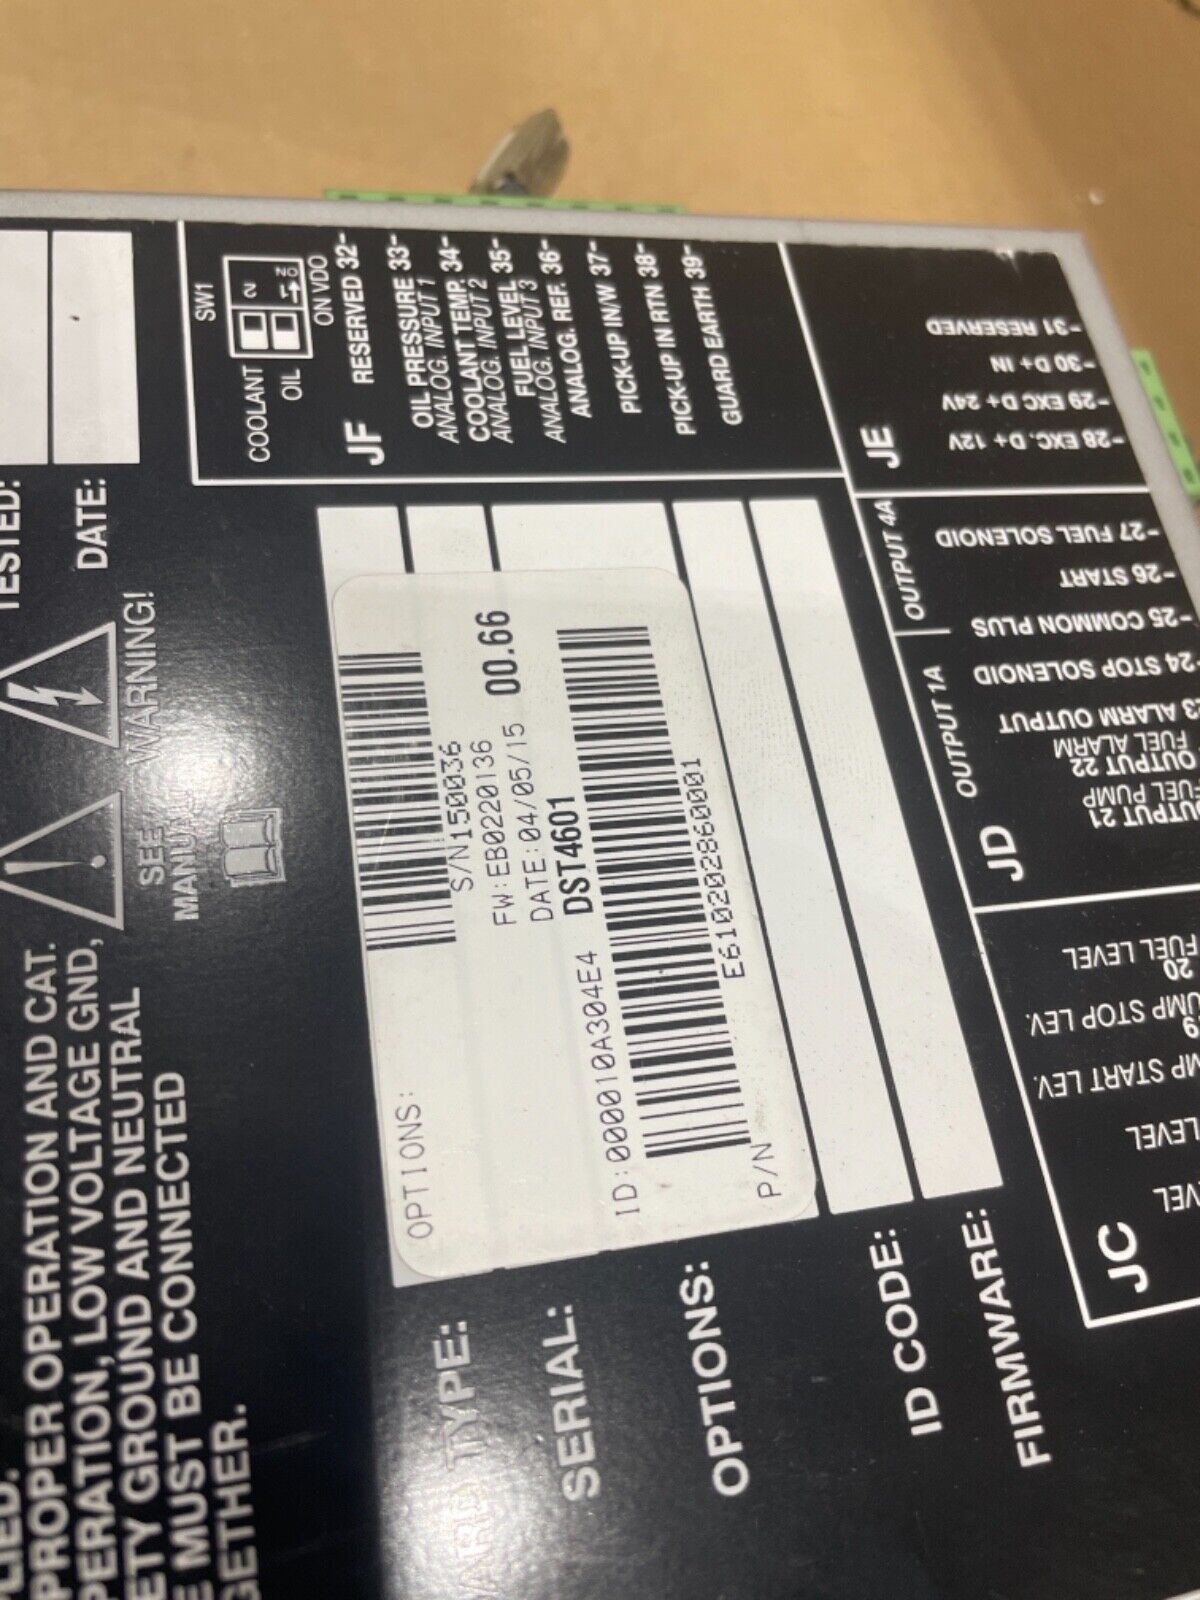 TESTED:
DATE:
WARNING!
SEE
PROPER OPERATION AND CAT.
LOW VOLTAGE GND,
GROUND AND NEUTRAL
MUST BE CONNECTED
SW1
COOLANT
OIL
2
1
NO
ON VDO
JF
RESERVED 32-
OIL PRESSURE 33-
ANALOG. INPUT 1
COOLANT TEMP. 34-
ANALOG. INPUT 2
FUEL LEVEL 35-
ANALOG. INPUT 3
ANALOG. REF. 36-
PICK-UP IN/W 37-
PICK-UP IN RTN 38-
GUARD EARTH 39-
OPTIONS:
S/N150036
FW:EB0220136 00.66
DATE:04/05/15
DST4601
ID:000010A304E4
E610202860001
P/N
TYPE:
SERIAL:
OPTIONS:
ID CODE:
FIRMWARE:
JE
-31 RESERVED
-30 D+ IN
-29 EXC D+ 24V
-28 EXC. D+ 12V
OUTPUT 4A
-27 FUEL SOLENOID
-26 START
-25 COMMON PLUS
OUTPUT 1A
-24 STOP SOLENOID
ALARM OUTPUT
FUEL ALARM
OUTPUT 22
FUEL PUMP
OUTPUT 21
JD
FUEL LEVEL
20
STOP LEV.
START LEV.
LEVEL
JC